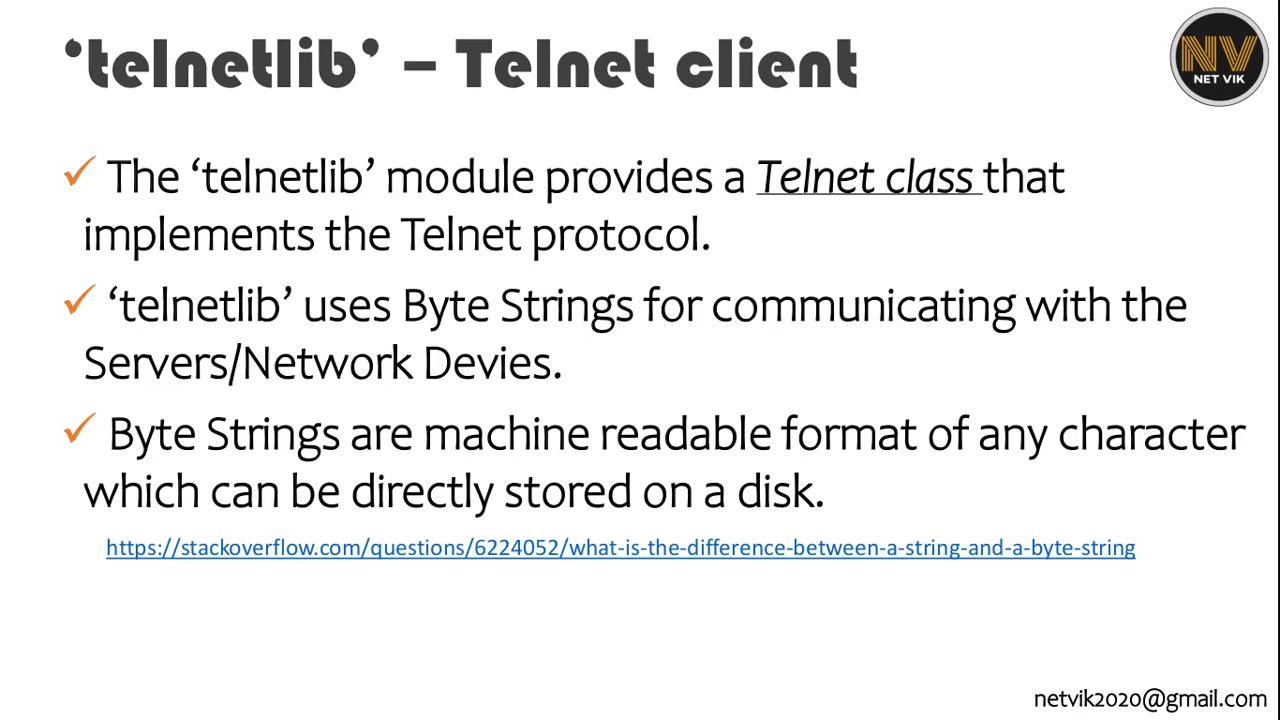 ‘telnetlib’ – Telnet client
NV
NET VIK
✓ The ‘telnetlib’ module provides a Telnet class that
implements the Telnet protocol.
✓ ‘telnetlib’ uses Byte Strings for communicating with the
Servers/Network Devies.
✓ Byte Strings are machine readable format of any character
which can be directly stored on a disk.
https://stackoverflow.com/questions/6224052/what-is-the-difference-between-a-string-and-a-byte-string
netvik2020@gmail.com